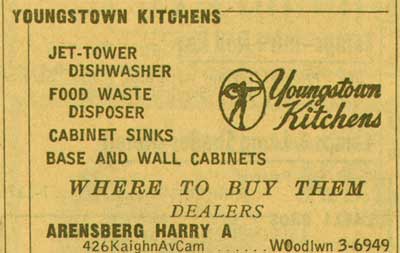 YOUNGSTOWN KITCHENS
JET-TOWER
DISHWASHER
FOOD WASTE
DISPOSER
CABINET SINKS
BASE AND WALL CABINETS
Youngstown
Kitchens
WHERE TO BUY THEM
DEALERS
ARENSBERG HARRY A
426KaighnAvCam ......WOodlwn 3-6949